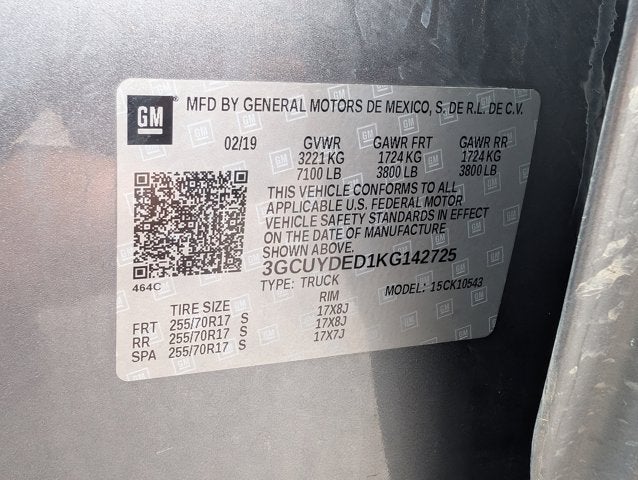 GM ® MFD BY GENERAL MOTORS DE MEXICO, S. DE R.L. DE C.V.
02/19 GVWR GAWR FRT GAWR RR
3221 KG 1724 KG 1724 KG
7100 LB 3800 LB 3800 LB
THIS VEHICLE CONFORMS TO ALL
APPLICABLE U.S. FEDERAL MOTOR
VEHICLE SAFETY STANDARDS IN EFFECT
ON THE DATE OF MANUFACTURE
SHOWN ABOVE.
3GCUYDED1KG142725
464C TYPE: TRUCK MODEL: 15CK10543
TIRE SIZE RIM
FRT 255/70R17 S 17X8J
RR 255/70R17 S 17X8J
SPA 255/70R17 S 17X7J